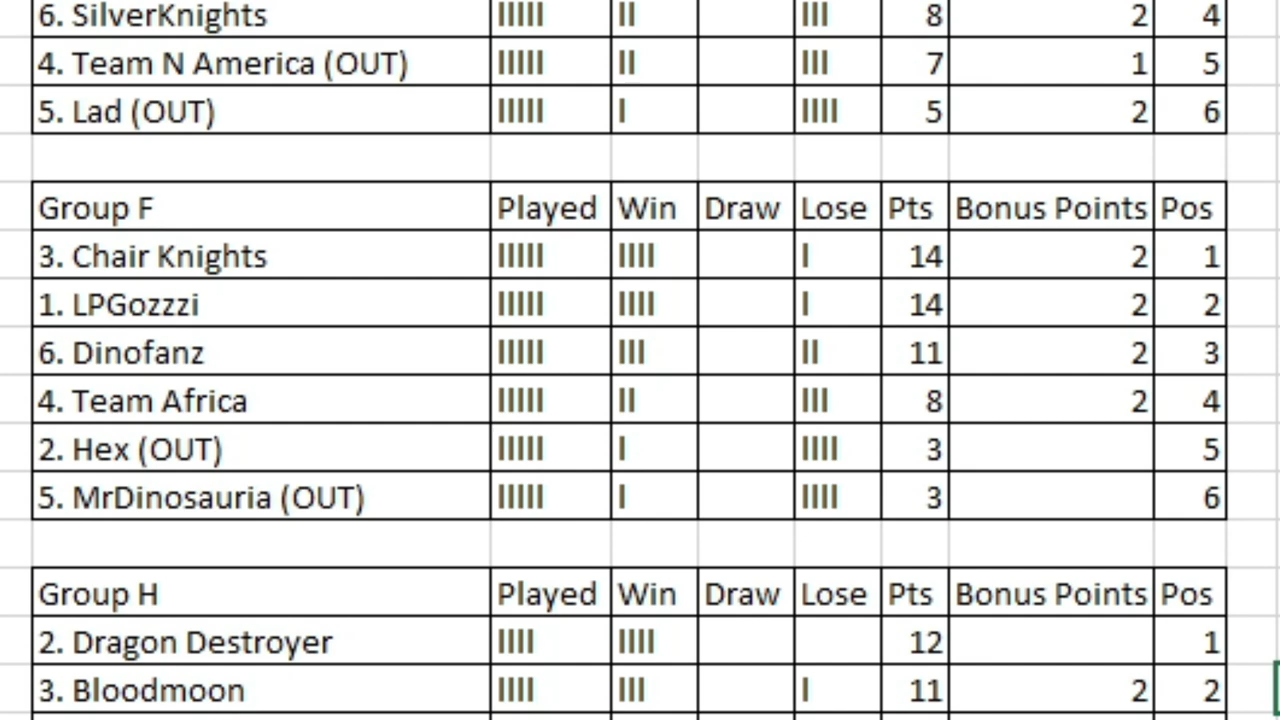 6. SilverKnights IIIII II III 8 2 4
4. Team N America (OUT) IIIII II III 7 1 5
5. Lad (OUT) IIIII I IIII 5 2 6
Group F Played Win Draw Lose Pts Bonus Points Pos
3. Chair Knights IIIII IIII I 14 2 1
1. LPGozzzi IIIII IIII I 14 2 2
6. Dinofanz IIIII III II 11 2 3
4. Team Africa IIIII II III 8 2 4
2. Hex (OUT) IIIII I IIII 3 5
5. MrDinosauria (OUT) IIIII I IIII 3 6
Group H Played Win Draw Lose Pts Bonus Points Pos
2. Dragon Destroyer IIII IIII 12 1
3. Bloodmoon IIII III I 11 2 2